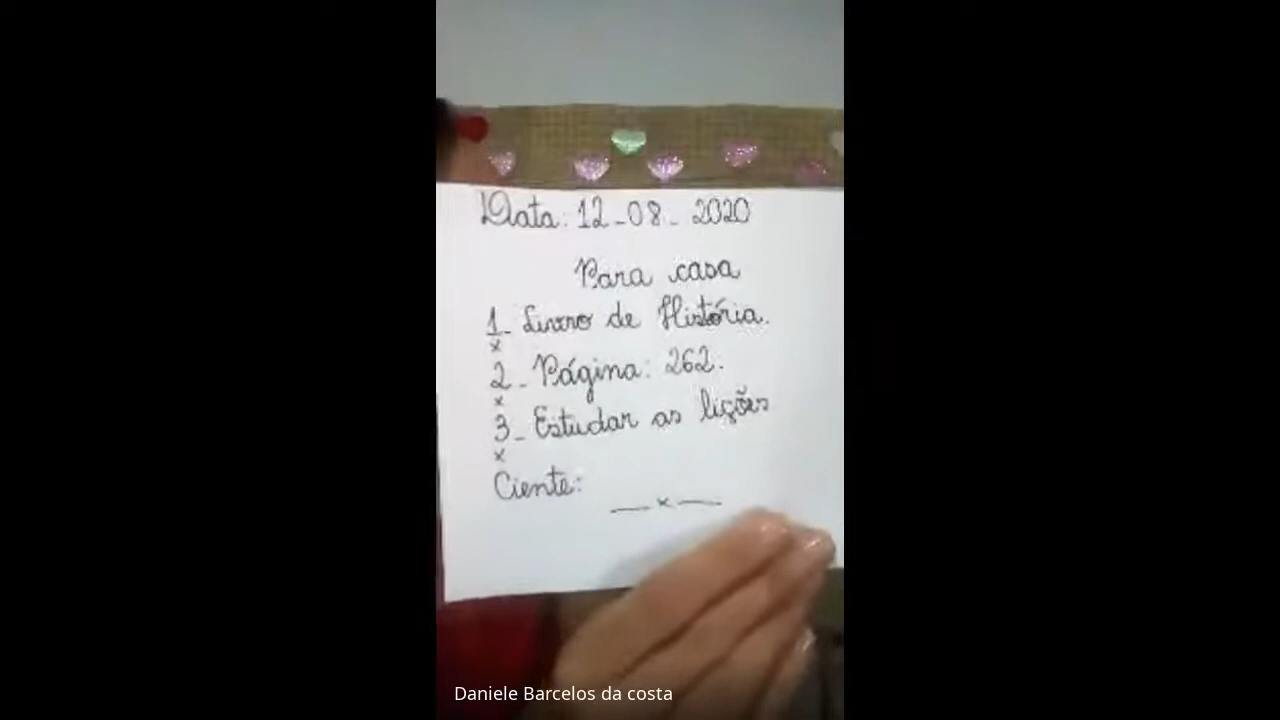 Data: 12-08-2020
Para casa
1- Livro de História.
x
2- Página: 262.
x
3- Estudar as lições
x
Ciente:
—x—
Daniele Barcelos da costa